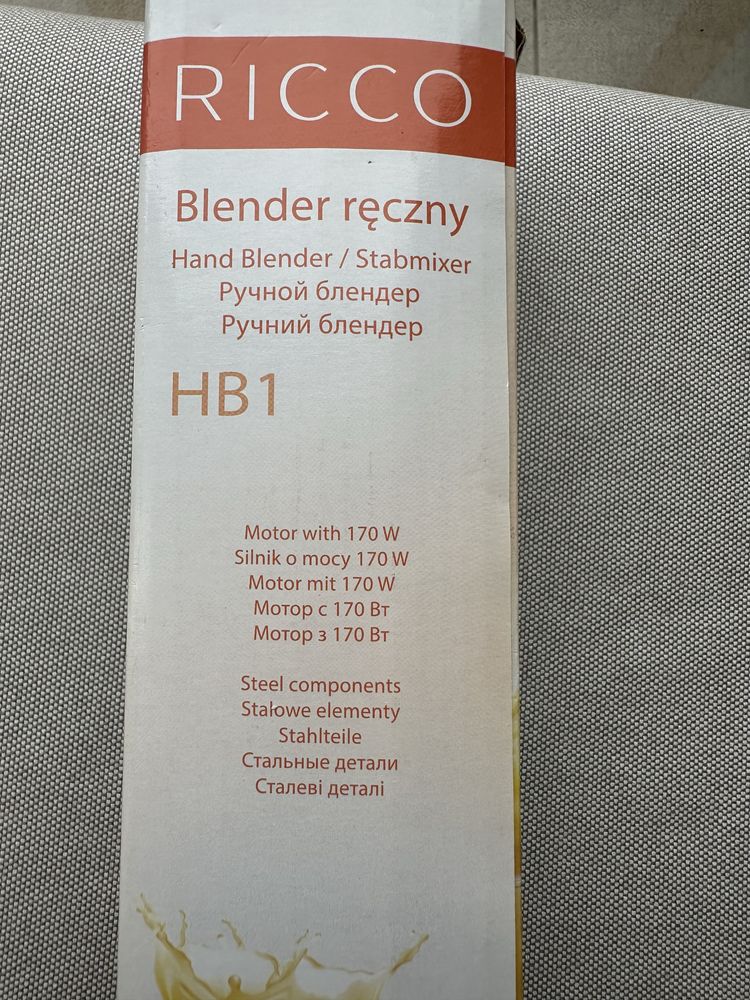 RICCO
Blender ręczny
Hand Blender / Stabmixer
Ручной блендер
Ручний блендер
HB1
Motor with 170 W
Silnik o mocy 170 W
Motor mit 170 W
Мотор с 170 Вт
Мотор з 170 Вт
Steel components
Stalowe elementy
Stahlteile
Стальные детали
Сталеві деталі